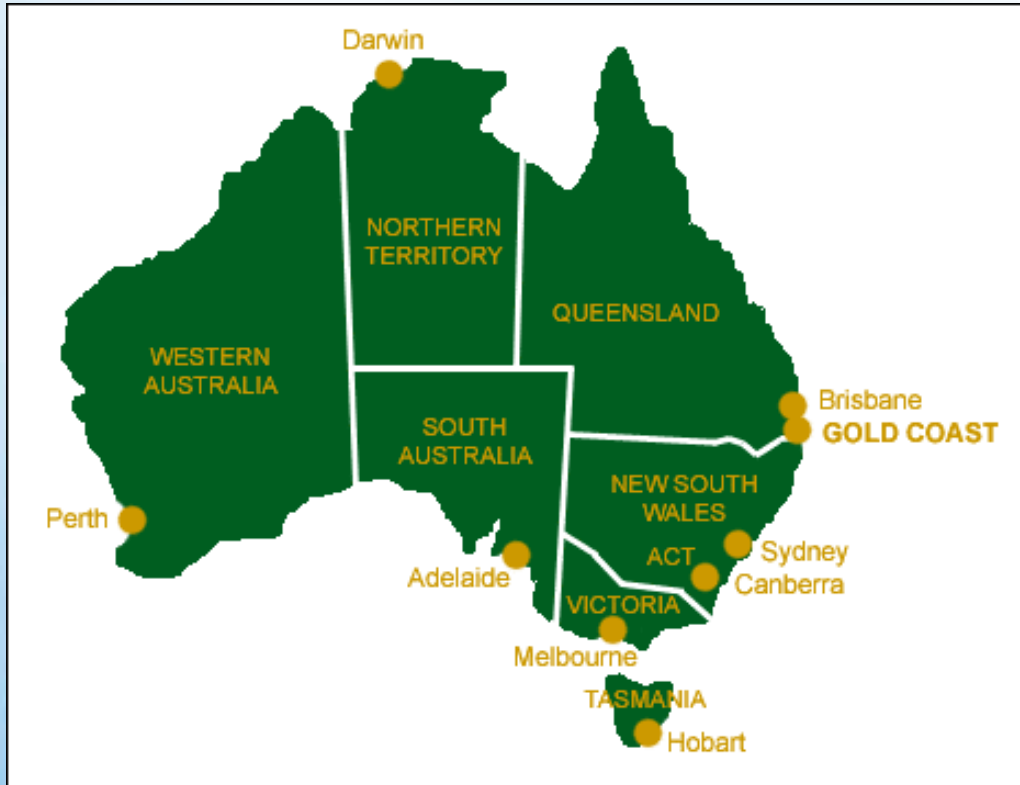 Darwin
NORTHERN
TERRITORY
QUEENSLAND
WESTERN
AUSTRALIA
Brisbane
SOUTH
AUSTRALIA
GOLD COAST
NEW SOUTH
WALES
Perth
ACT
Sydney
Adelaide
Canberra
VICTORIA
Melbourne
TASMANIA
Hobart